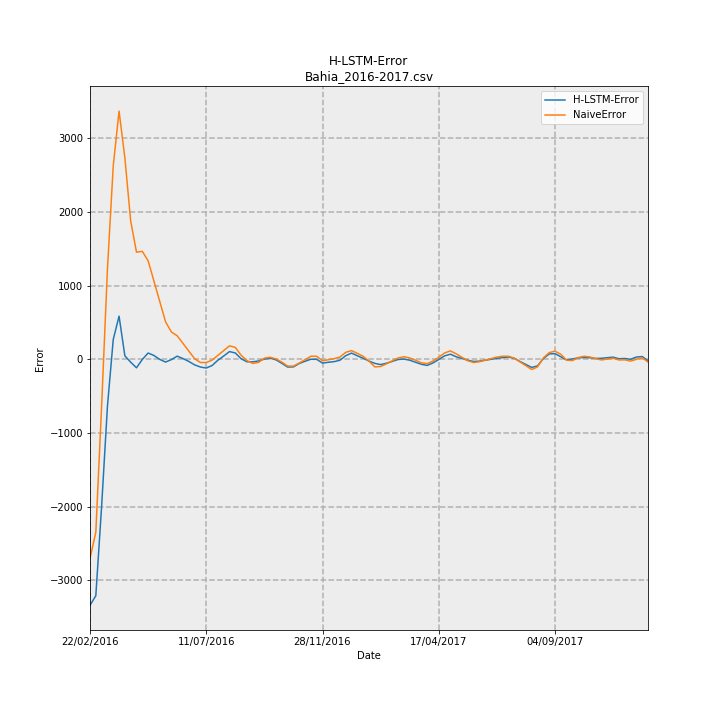 H-LSTM-Error
Bahia_2016-2017.csv
H-LSTM-Error
NaiveError
3000
2000
1000
0
−1000
−2000
−3000
Error
22/02/2016
11/07/2016
28/11/2016
17/04/2017
04/09/2017
Date